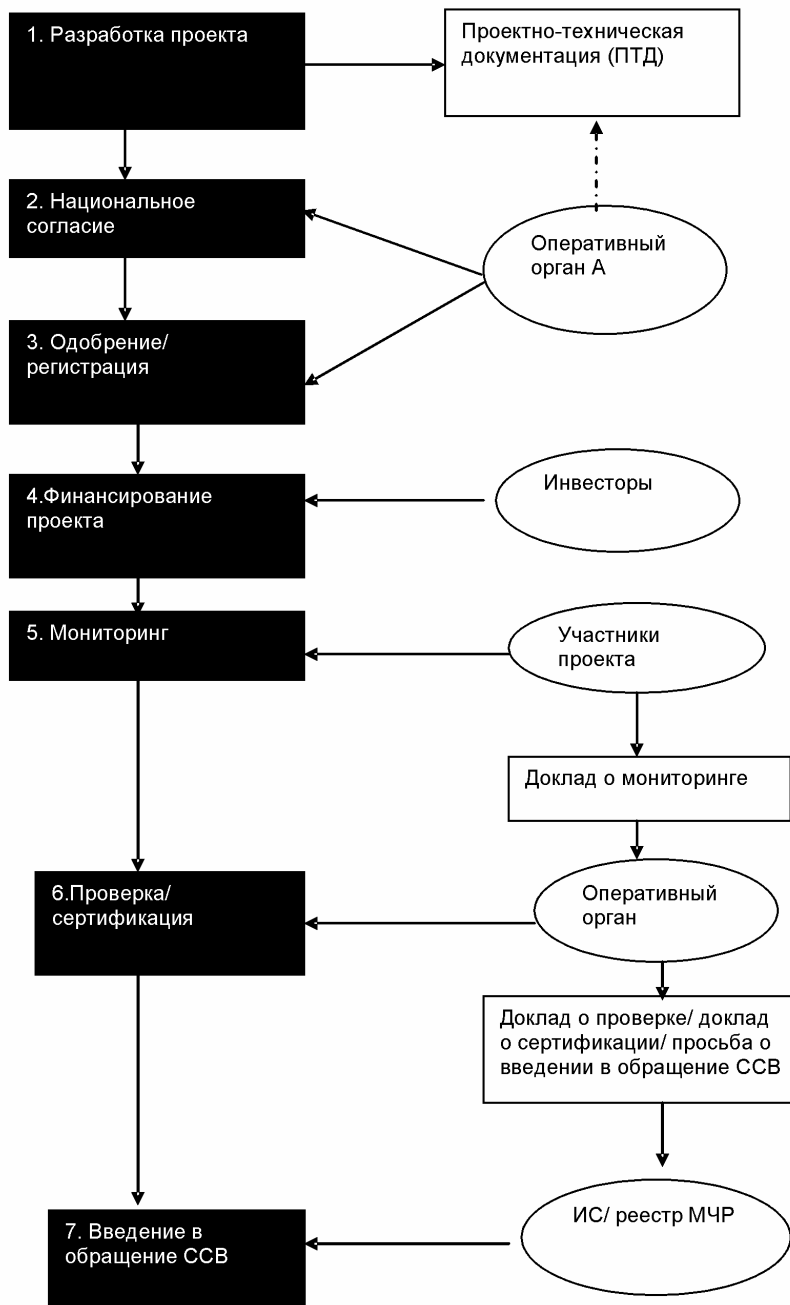 1. Разработка проекта
Проектно-техническая
документация (ПТД)
2. Национальное
согласие
Оперативный
орган А
3. Одобрение/
регистрация
4.Финансирование
проекта
Инвесторы
5. Мониторинг
Участники
проекта
Доклад о мониторинге
6.Проверка/
сертификация
Оперативный
орган
Доклад о проверке/ доклад
о сертификации/ просьба о
введении в обращение ССВ
7. Введение в
обращение ССВ
ИС/ реестр МЧР